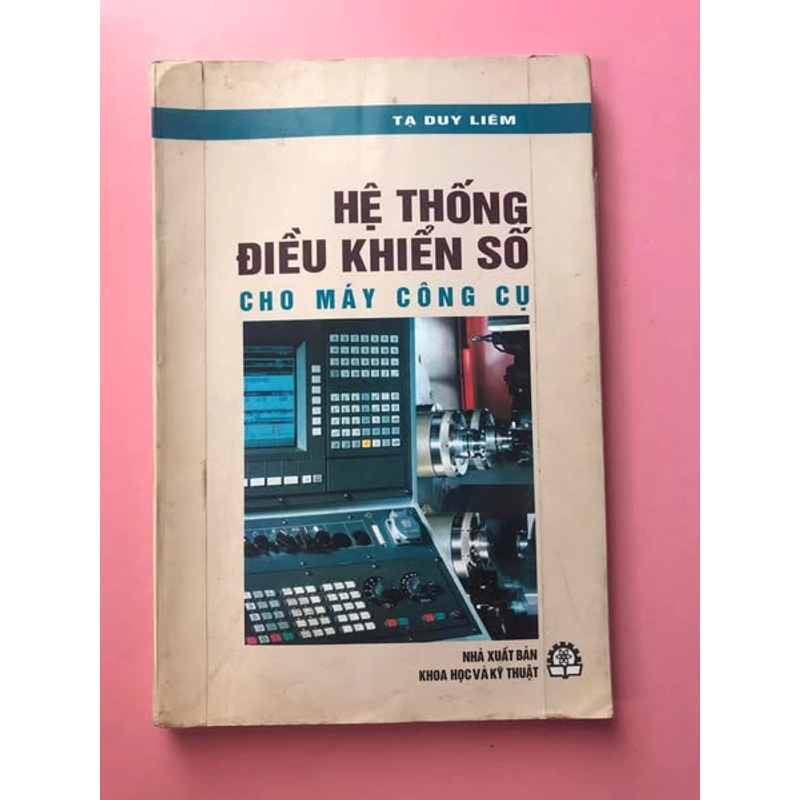 TẠ DUY LIÊM
HỆ THỐNG
ĐIỀU KHIỂN SỐ
CHO MÁY CÔNG CỤ
NHÀ XUẤT BẢN
KHOA HỌC VÀ KỸ THUẬT